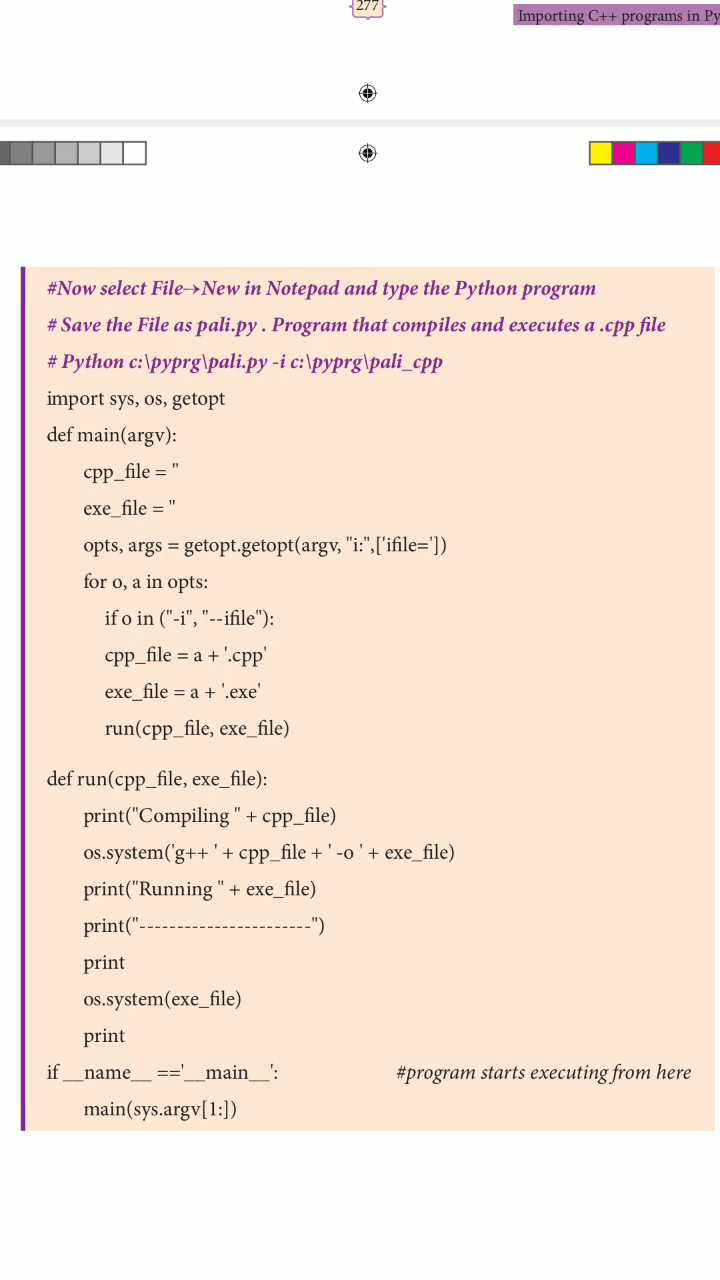 277
Importing C++ programs in Py
#Now select File→New in Notepad and type the Python program
# Save the File as pali.py . Program that compiles and executes a .cpp file
# Python c:\pyprg\pali.py -i c:\pyprg\pali_cpp
import sys, os, getopt
def main(argv):
cpp_file = ''
exe_file = ''
opts, args = getopt.getopt(argv, "i:",['ifile='])
for o, a in opts:
if o in ("-i", "--ifile"):
cpp_file = a + '.cpp'
exe_file = a + '.exe'
run(cpp_file, exe_file)
def run(cpp_file, exe_file):
print("Compiling " + cpp_file)
os.system('g++ ' + cpp_file + ' -o ' + exe_file)
print("Running " + exe_file)
print("-----------------------")
print
os.system(exe_file)
print
if __name__ =='__main__': #program starts executing from here
main(sys.argv[1:])